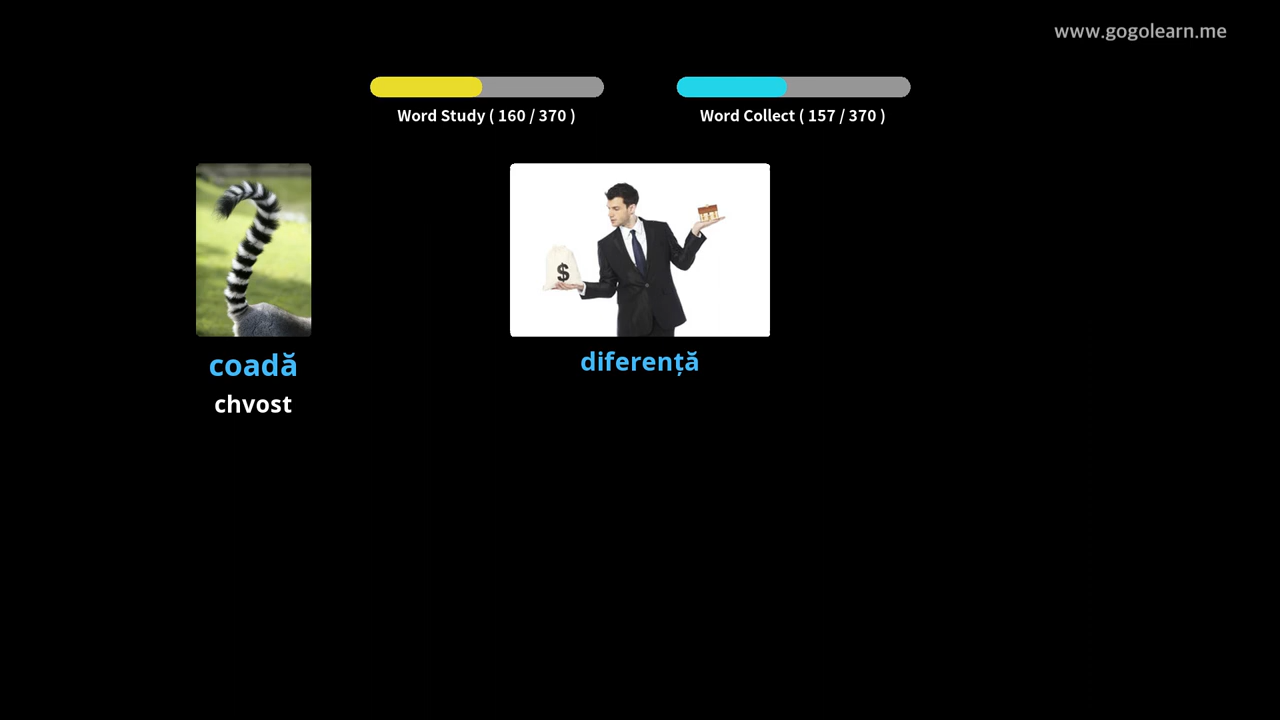 www.gogolearn.me
Word Study ( 160 / 370 )
Word Collect ( 157 / 370 )
$
coadă
diferență
chvost